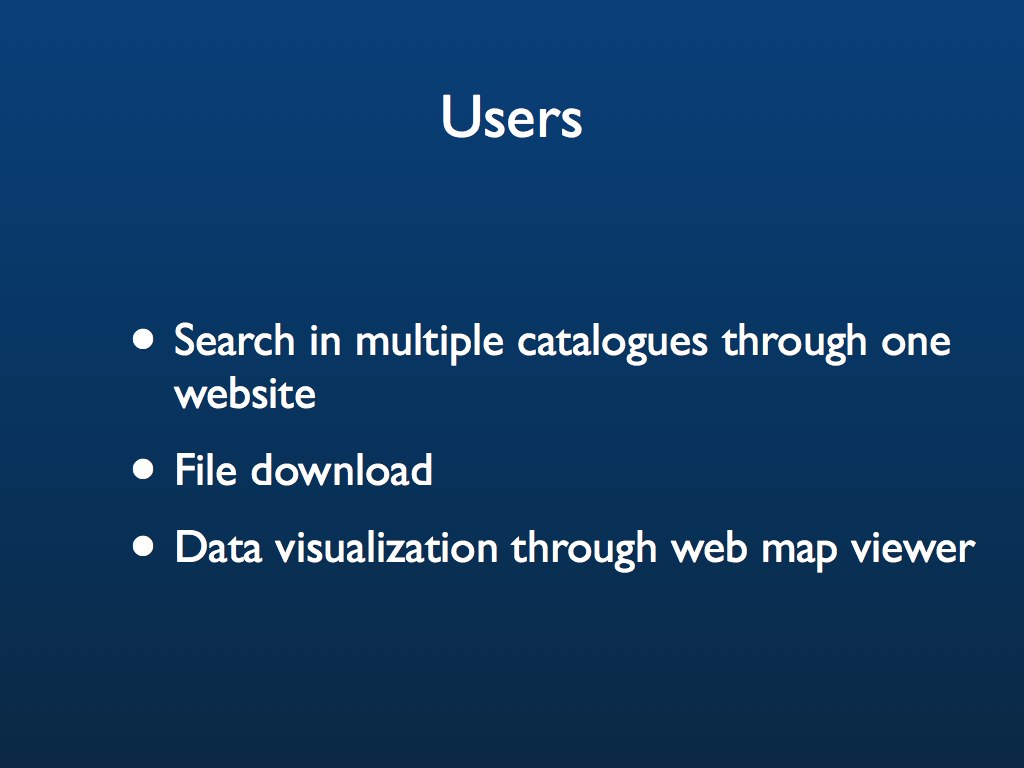 Users
• Search in multiple catalogues through one
website
• File download
• Data visualization through web map viewer